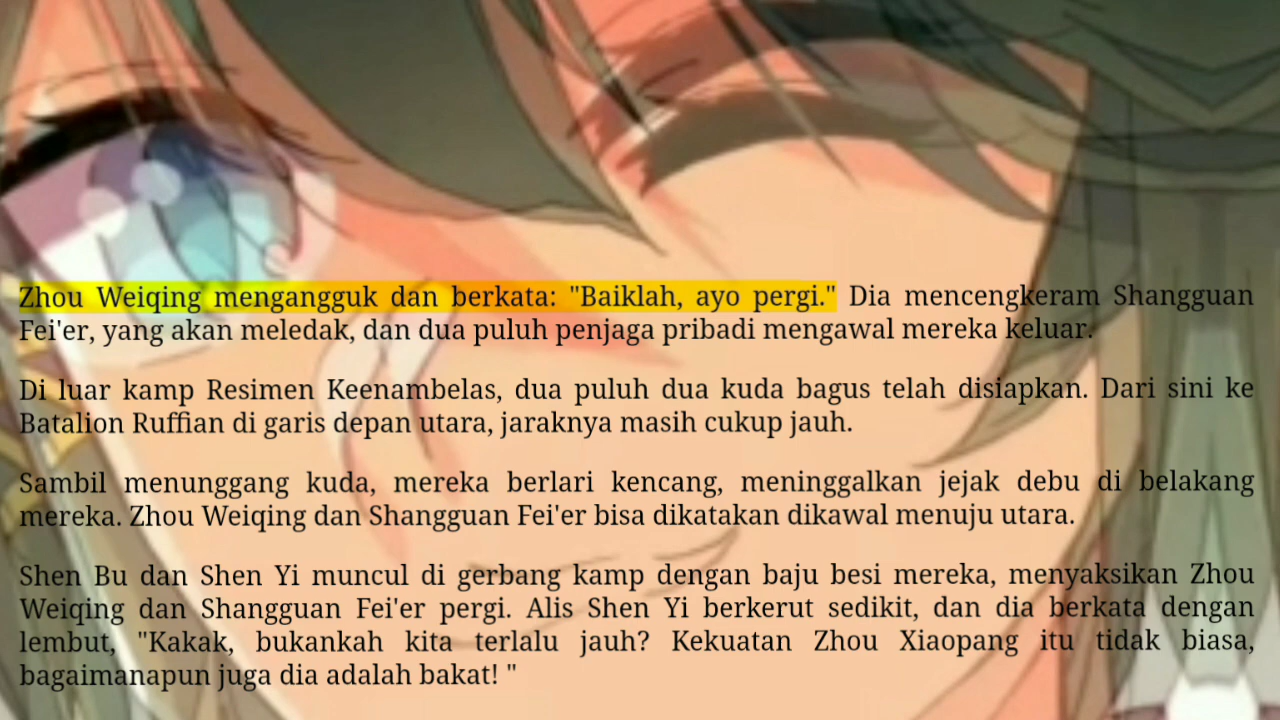 Zhou Weiqing mengangguk dan berkata: "Baiklah, ayo pergi." Dia mencengkeram Shangguan
Fei'er, yang akan meledak, dan dua puluh penjaga pribadi mengawal mereka keluar.
Di luar kamp Resimen Keenambelas, dua puluh dua kuda bagus telah disiapkan. Dari sini ke
Batalion Ruffian di garis depan utara, jaraknya masih cukup jauh.
Sambil menunggang kuda, mereka berlari kencang, meninggalkan jejak debu di belakang
mereka. Zhou Weiqing dan Shangguan Fei'er bisa dikatakan dikawal menuju utara.
Shen Bu dan Shen Yi muncul di gerbang kamp dengan baju besi mereka, menyaksikan Zhou
Weiqing dan Shangguan Fei'er pergi. Alis Shen Yi berkerut sedikit, dan dia berkata dengan
lembut, "Kakak, bukankah kita terlalu jauh? Kekuatan Zhou Xiaopang itu tidak biasa,
bagaimanapun juga dia adalah bakat! "